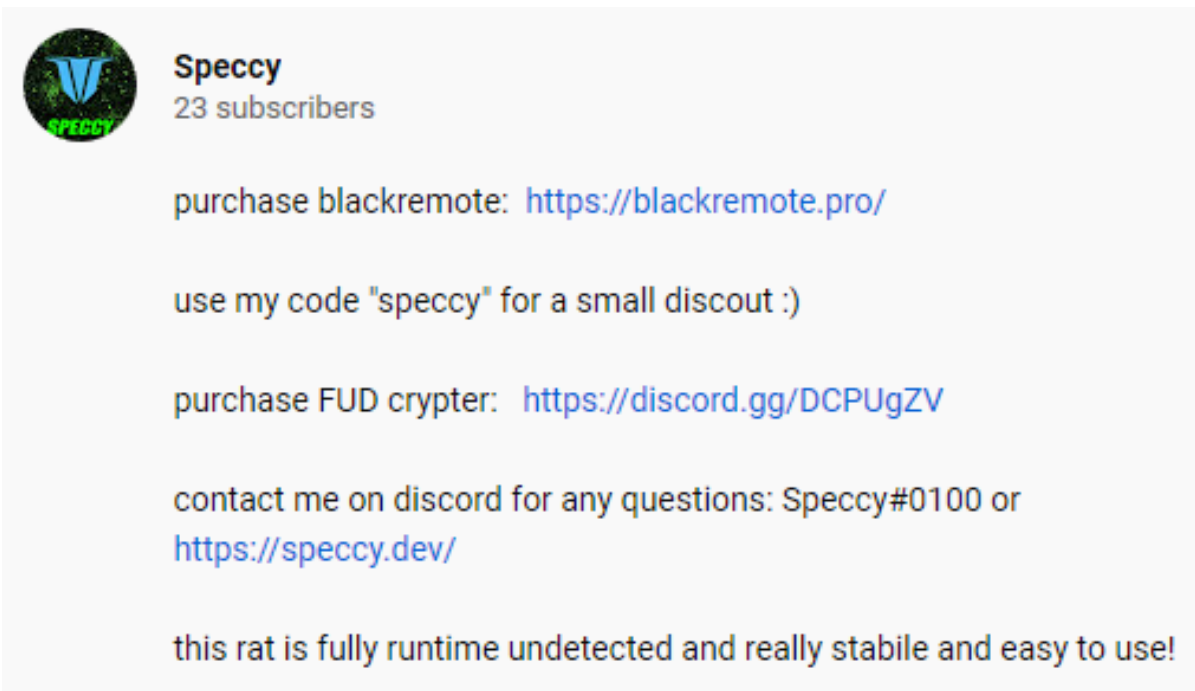 Speccy
23 subscribers
SPECCY
purchase blackremote: https://blackremote.pro/
use my code "speccy" for a small discout :)
purchase FUD crypter: https://discord.gg/DCPUgZV
contact me on discord for any questions: Speccy#0100 or
https://speccy.dev/
this rat is fully runtime undetected and really stabile and easy to use!